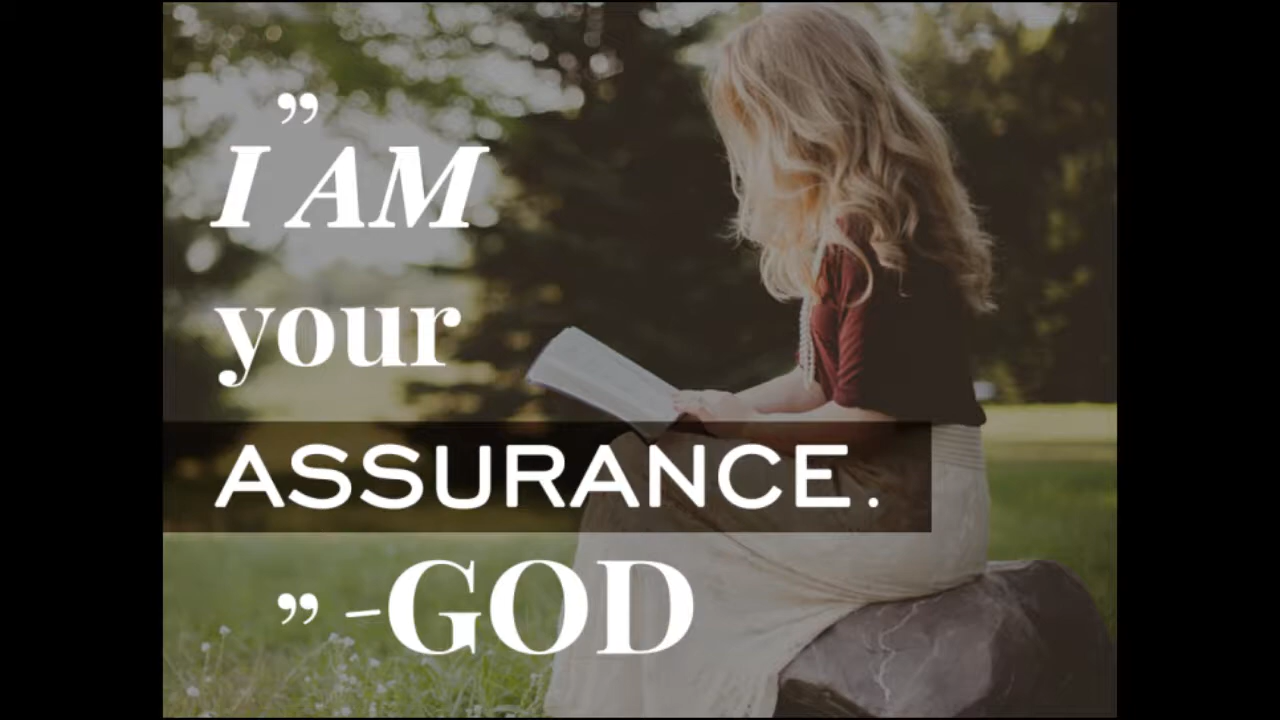 ”
I AM
your
ASSURANCE.
” –GOD